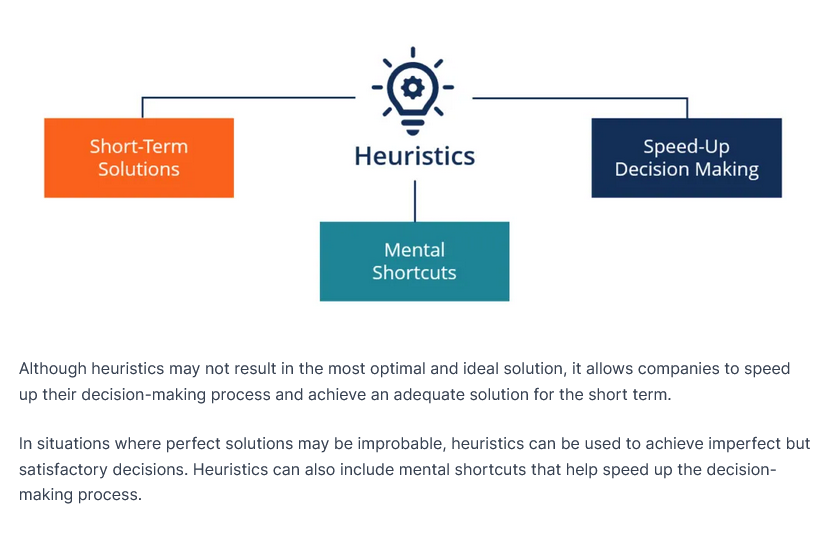 Heuristics
Short-Term
Solutions
Speed-Up
Decision Making
Mental
Shortcuts
Although heuristics may not result in the most optimal and ideal solution, it allows companies to speed
up their decision-making process and achieve an adequate solution for the short term.
In situations where perfect solutions may be improbable, heuristics can be used to achieve imperfect but
satisfactory decisions. Heuristics can also include mental shortcuts that help speed up the decision-
making process.